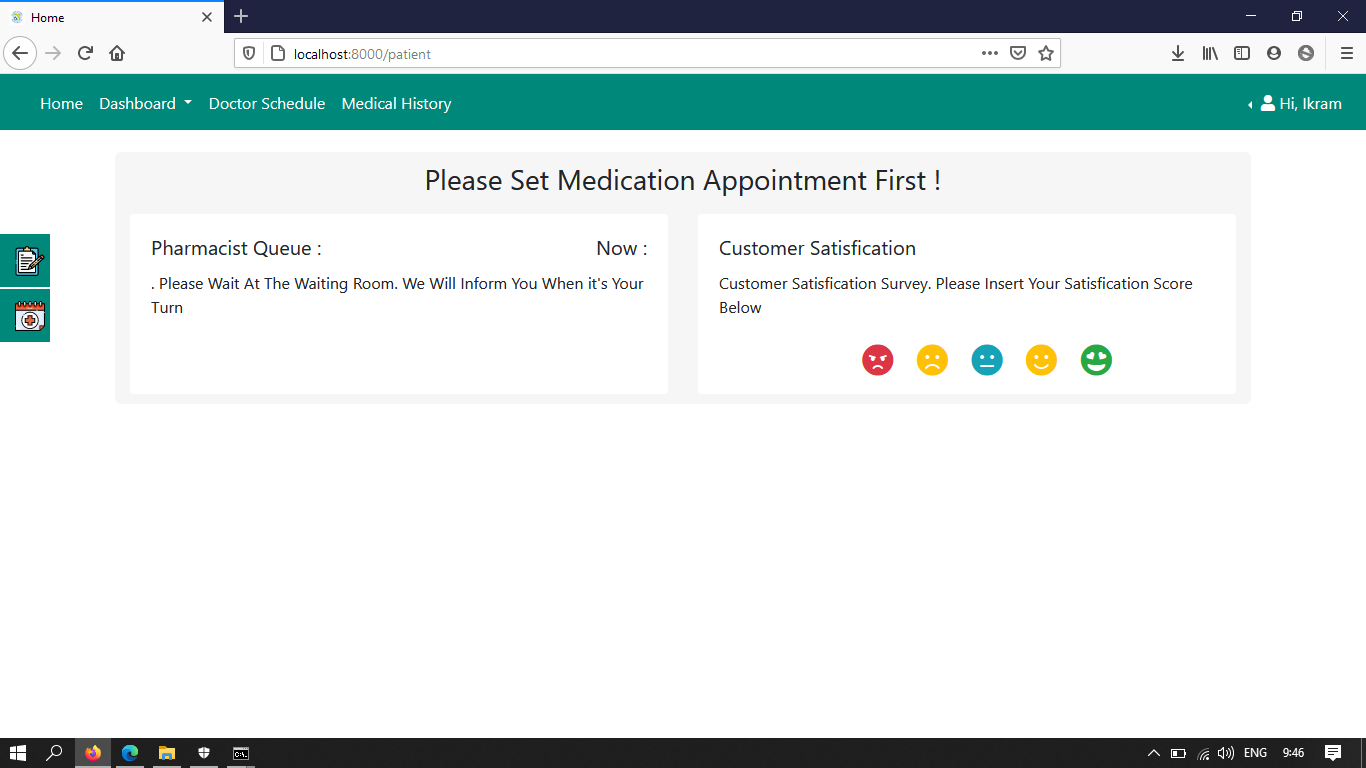 Home
localhost:8000/patient
Home Dashboard Doctor Schedule Medical History Hi, Ikram
Please Set Medication Appointment First !
Pharmacist Queue : Now :
. Please Wait At The Waiting Room. We Will Inform You When it's Your
Turn
Customer Satisfication
Customer Satisfication Survey. Please Insert Your Satisfication Score
Below
ENG 9:46